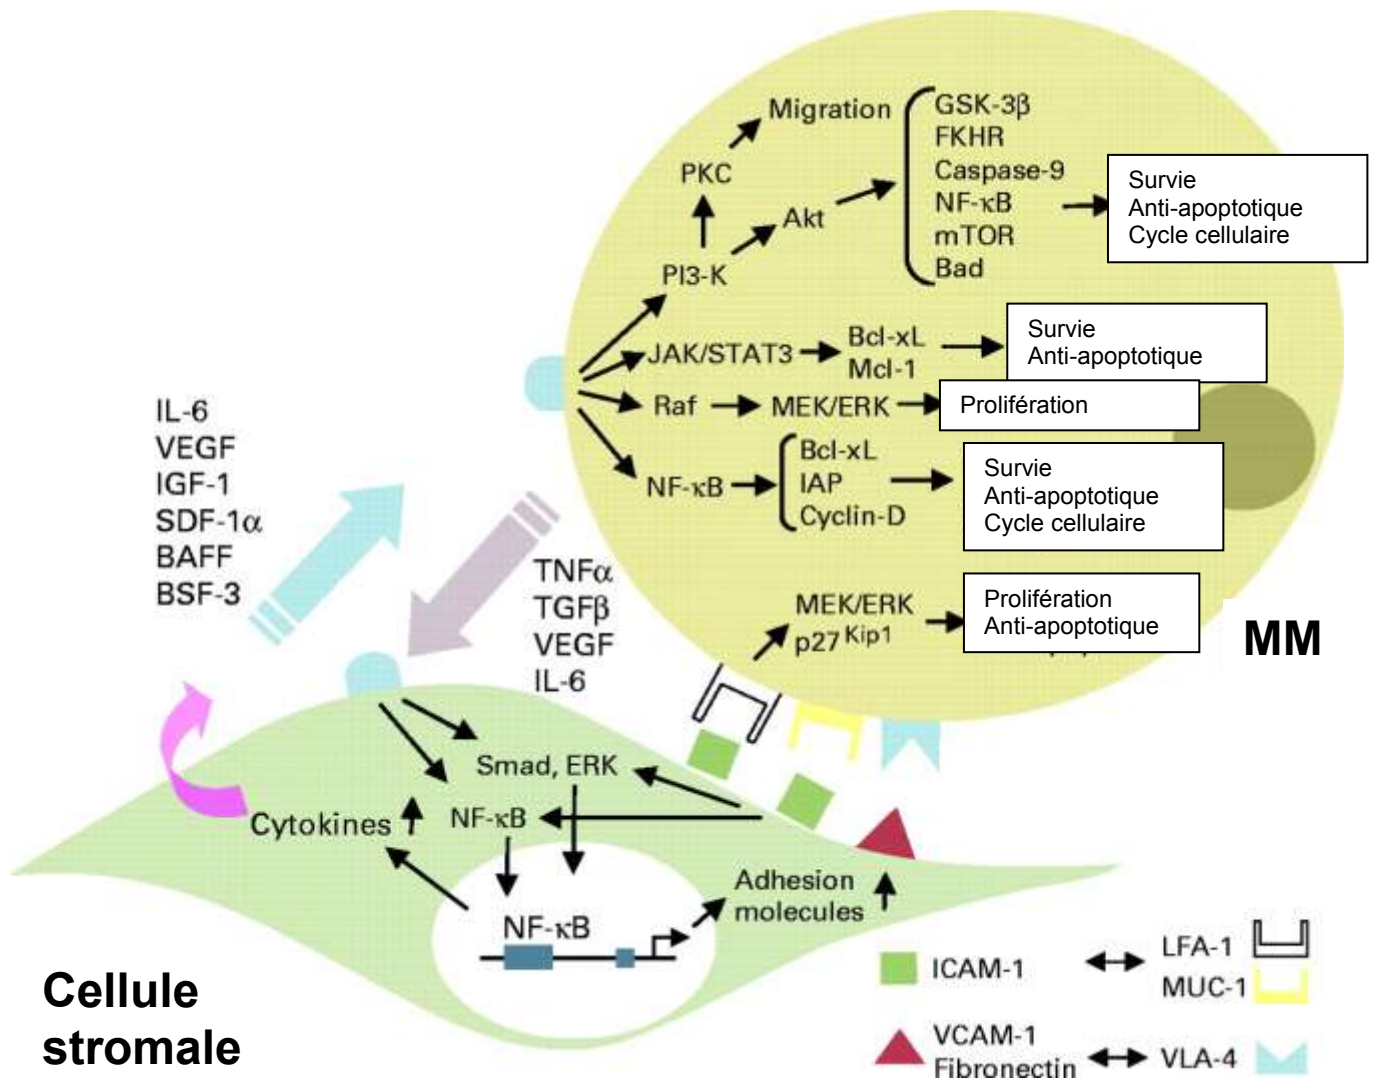 Migration
GSK-3β
FKHR
Caspase-9
NF-κB
mTOR
Bad
PKC
Akt
PI3-K
Survie
Anti-apoptotique
Cycle cellulaire
JAK/STAT3
Bcl-xL
Mcl-1
Survie
Anti-apoptotique
Raf
MEK/ERK
Prolifération
NF-κB
Bcl-xL
IAP
Cyclin-D
Survie
Anti-apoptotique
Cycle cellulaire
IL-6
VEGF
IGF-1
SDF-1α
BAFF
BSF-3
TNFα
TGFβ
VEGF
IL-6
MEK/ERK
p27 Kip1
Prolifération
Anti-apoptotique
MM
Smad, ERK
Cytokines
NF-κB
NF-κB
Adhesion
molecules
Cellule
stromale
ICAM-1
LFA-1
MUC-1
VCAM-1
Fibronectin
VLA-4